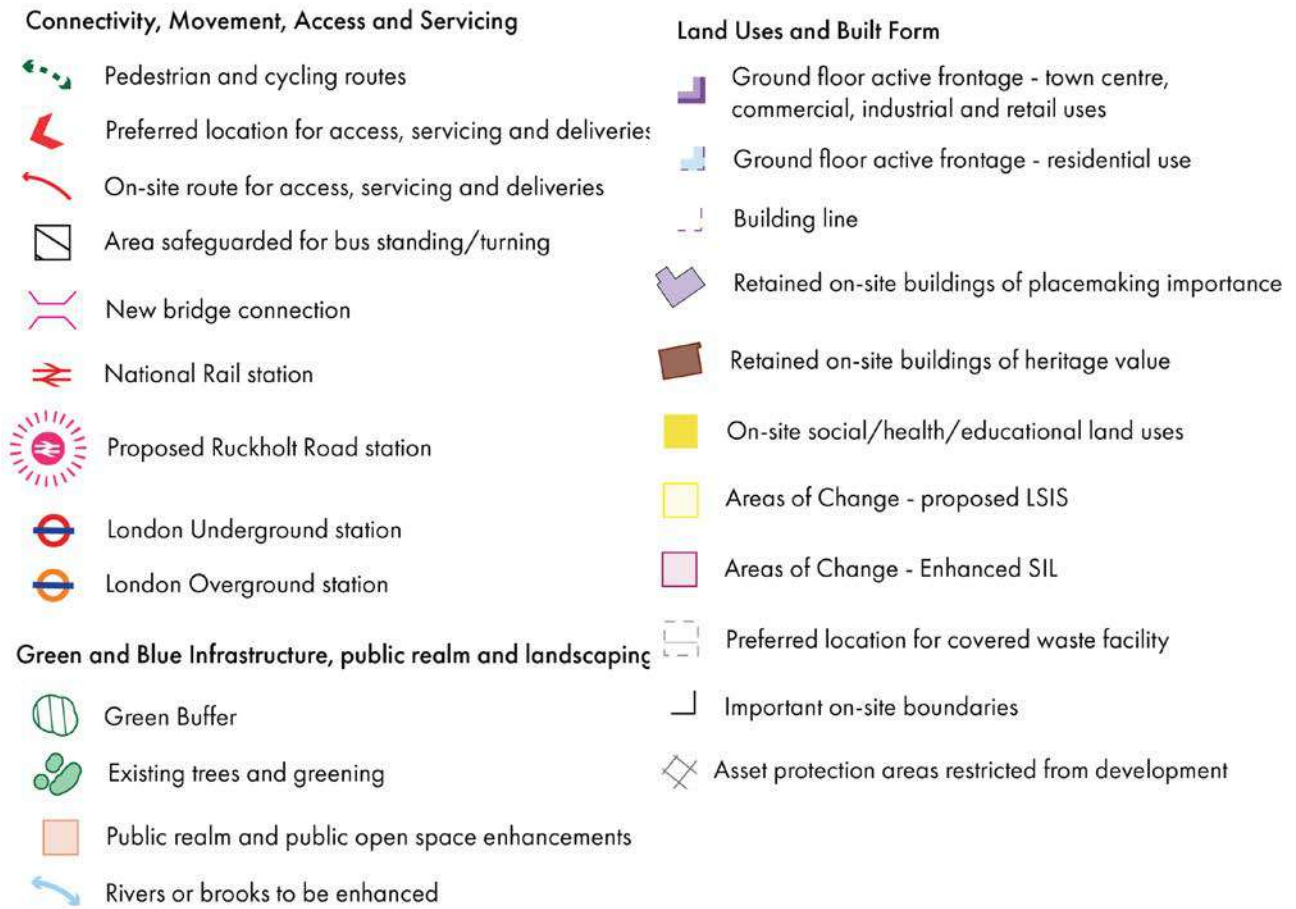 Connectivity, Movement, Access and Servicing
Pedestrian and cycling routes
Preferred location for access, servicing and deliveries
On-site route for access, servicing and deliveries
Area safeguarded for bus standing/turning
New bridge connection
National Rail station
Proposed Ruckholt Road station
London Underground station
London Overground station
Green and Blue Infrastructure, public realm and landscaping
Green Buffer
Existing trees and greening
Public realm and public open space enhancements
Rivers or brooks to be enhanced
Land Uses and Built Form
Ground floor active frontage - town centre,
commercial, industrial and retail uses
Ground floor active frontage - residential use
Building line
Retained on-site buildings of placemaking importance
Retained on-site buildings of heritage value
On-site social/health/educational land uses
Areas of Change - proposed LSIS
Areas of Change - Enhanced SIL
Preferred location for covered waste facility
Important on-site boundaries
Asset protection areas restricted from development